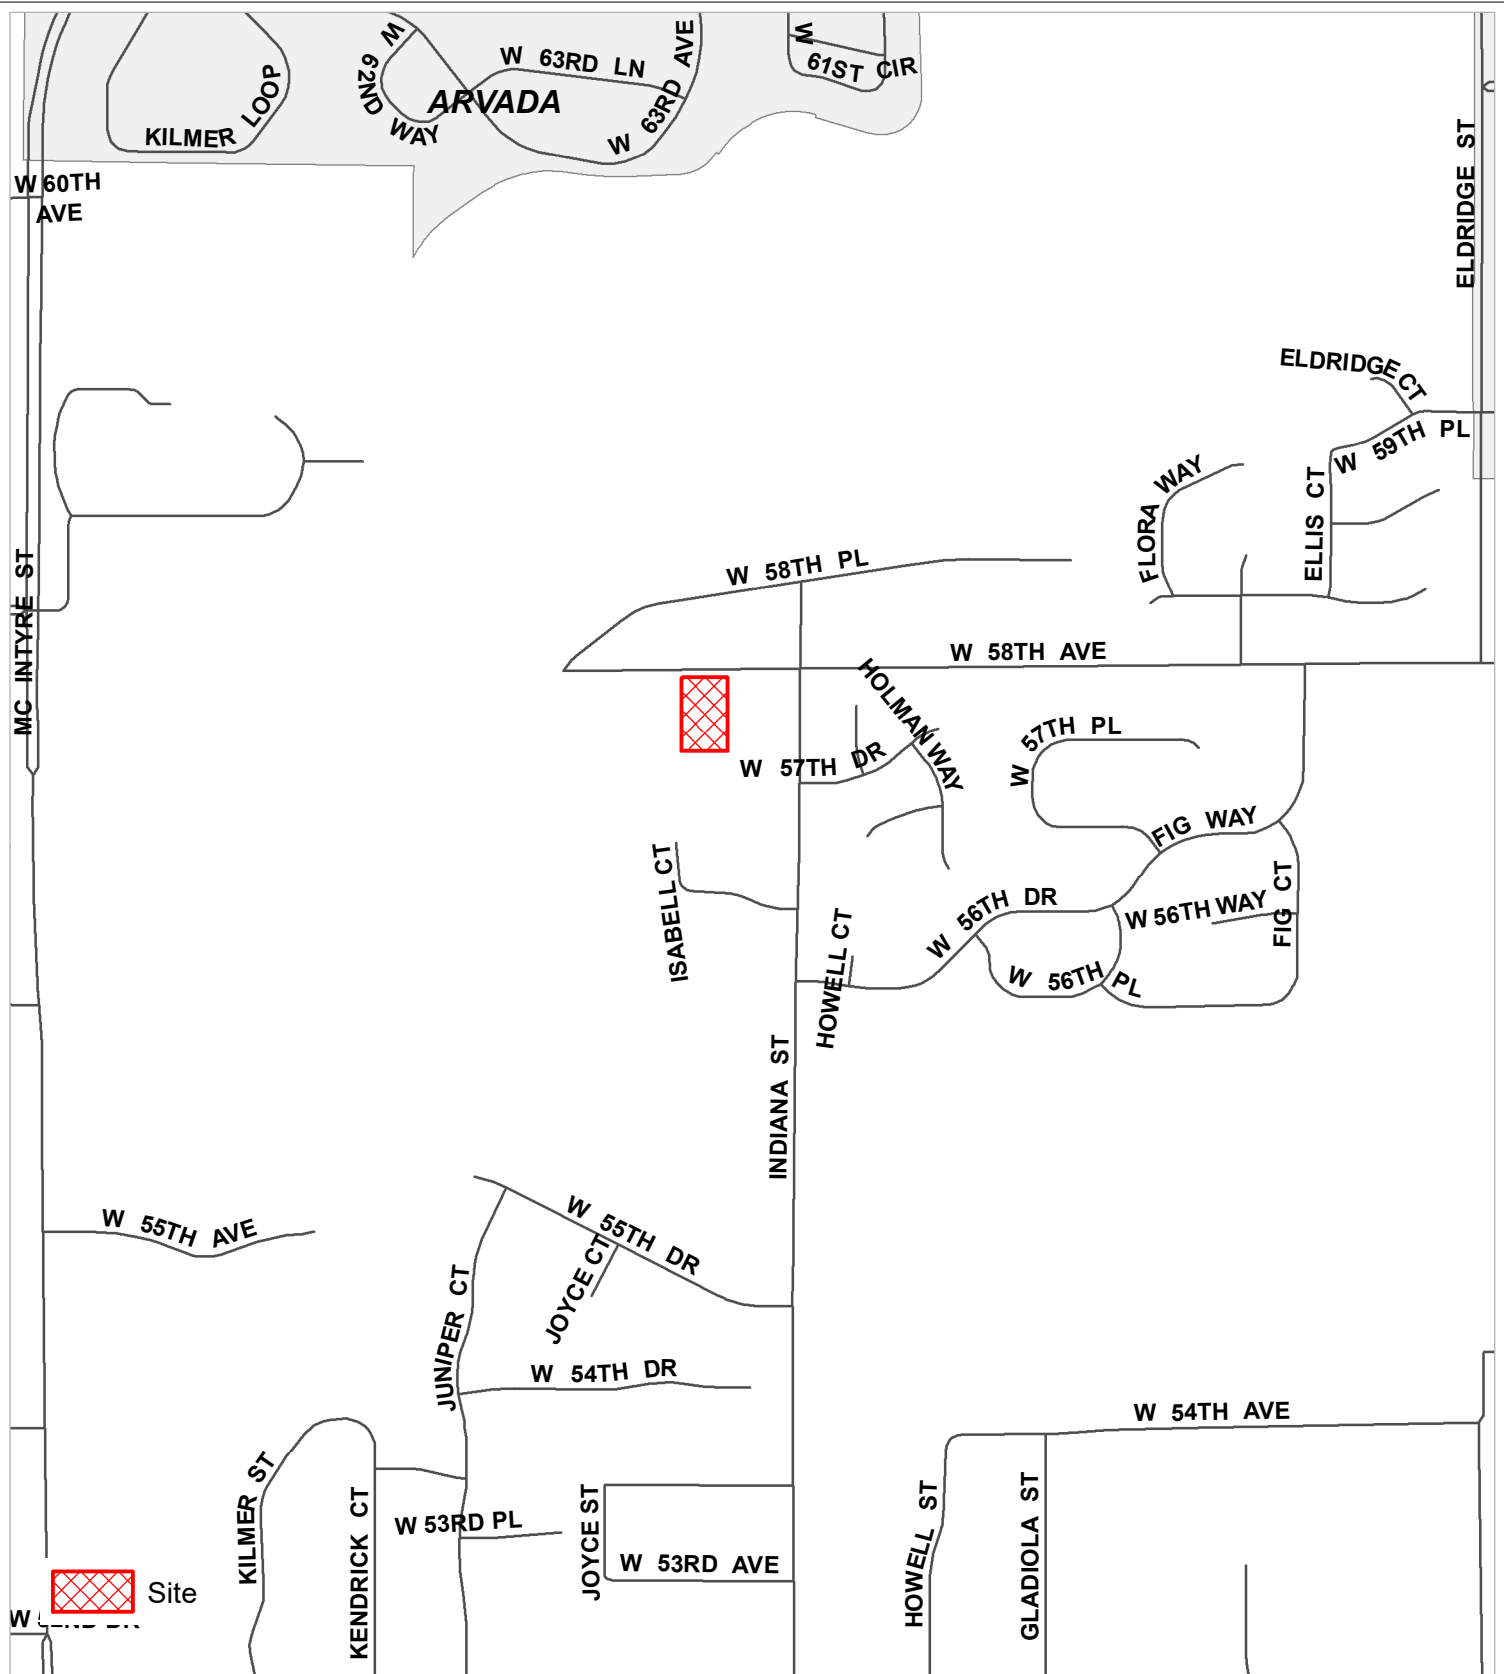 W 62ND WAY
W 63RD LN
W 63RD AVE
W 61ST CIR
ARVADA
KILMER LOOP
W 60TH
AVE
ELDRIDGE ST
ELDRIDGE CT
W 59TH PL
FLORA WAY
ELLIS CT
MC INTYRE ST
W 58TH PL
W 58TH AVE
HOLMAN WAY
W 57TH PL
W 57TH DR
FIG WAY
ISABELL CT
W 56TH DR
W 56TH WAY
FIG CT
HOWELL CT
W 56TH PL
INDIANA ST
W 55TH AVE
W 55TH DR
JOYCE CT
JUNIPER CT
W 54TH DR
W 54TH AVE
KILMER ST
KENDRICK CT
W 53RD PL
JOYCE ST
W 53RD AVE
HOWELL ST
GLADIOLA ST
Site
W 52ND DR